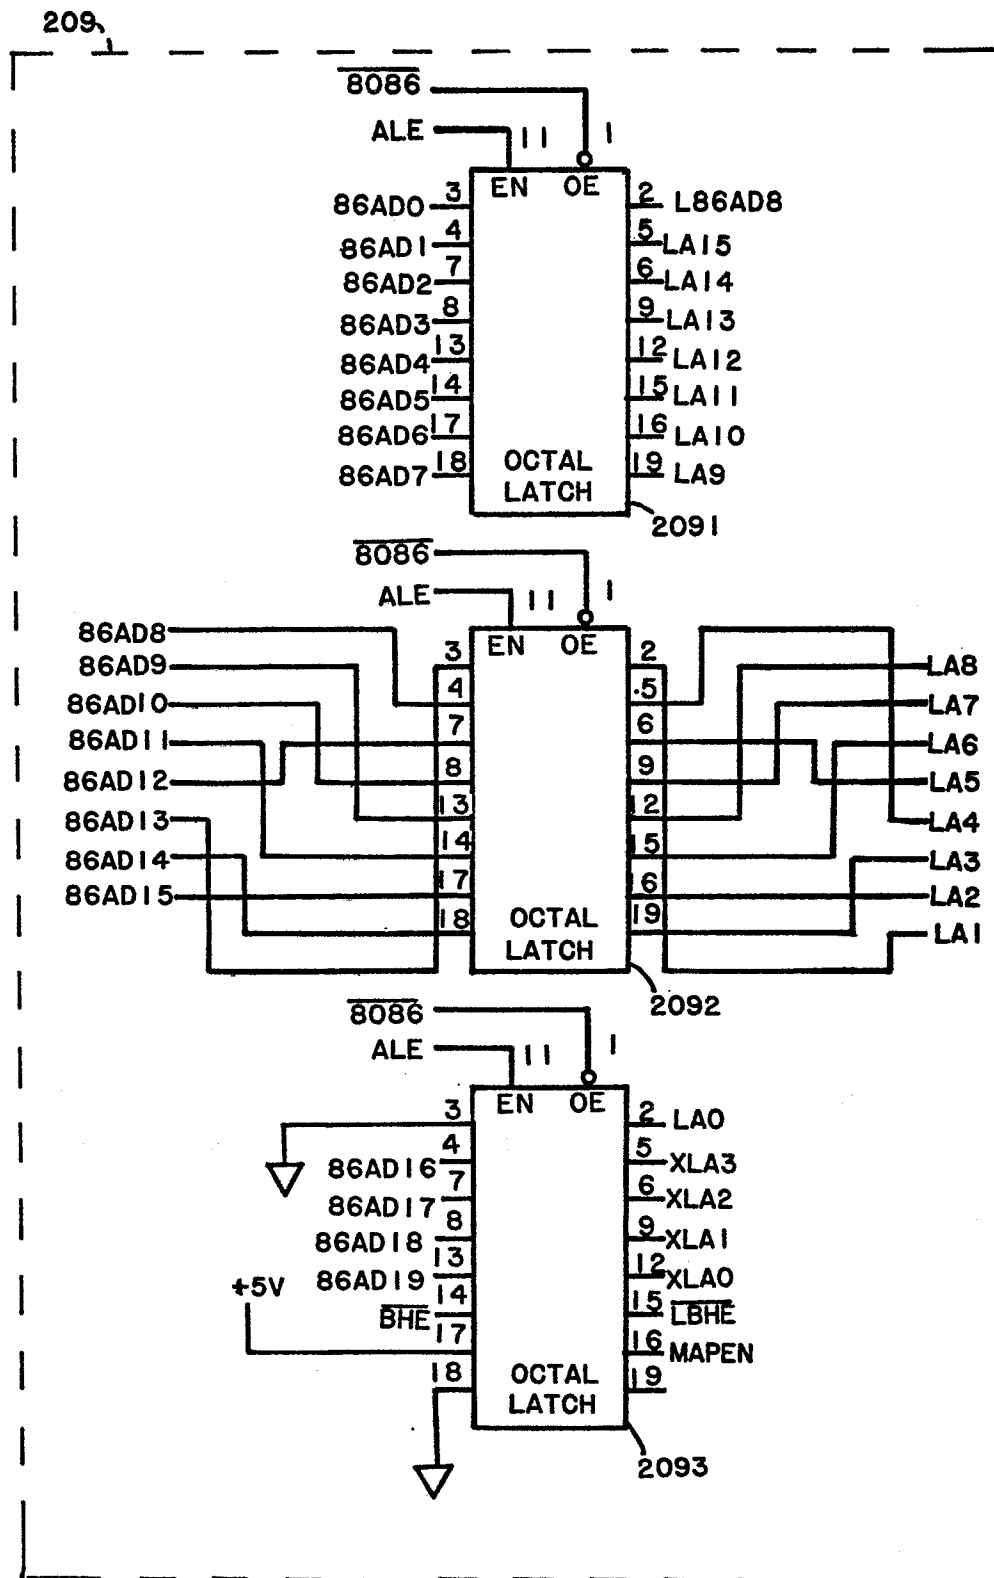 209
8086
ALE 11 1
EN OE
86AD0 3 2 L86AD8
86AD1 4 5 LA15
86AD2 7 6 LA14
86AD3 8 9 LA13
86AD4 13 12 LA12
86AD5 14 15 LA11
86AD6 17 16 LA10
86AD7 18 19 LA9
OCTAL
LATCH
2091
8086
ALE 11 1
EN OE
86AD8 3 2 LA8
86AD9 4 5 LA7
86AD10 7 6 LA6
86AD11 8 9 LA5
86AD12 13 12 LA4
86AD13 14 15 LA3
86AD14 17 16 LA2
86AD15 18 19 LA1
OCTAL
LATCH
2092
8086
ALE 11 1
EN OE
3 2 LA0
86AD16 4 5 XLA3
86AD17 7 6 XLA2
86AD18 8 9 XLA1
86AD19 13 12 XLA0
+5V
BHE 14 15 LBHE
17 16 MAPEN
18 19
OCTAL
LATCH
2093